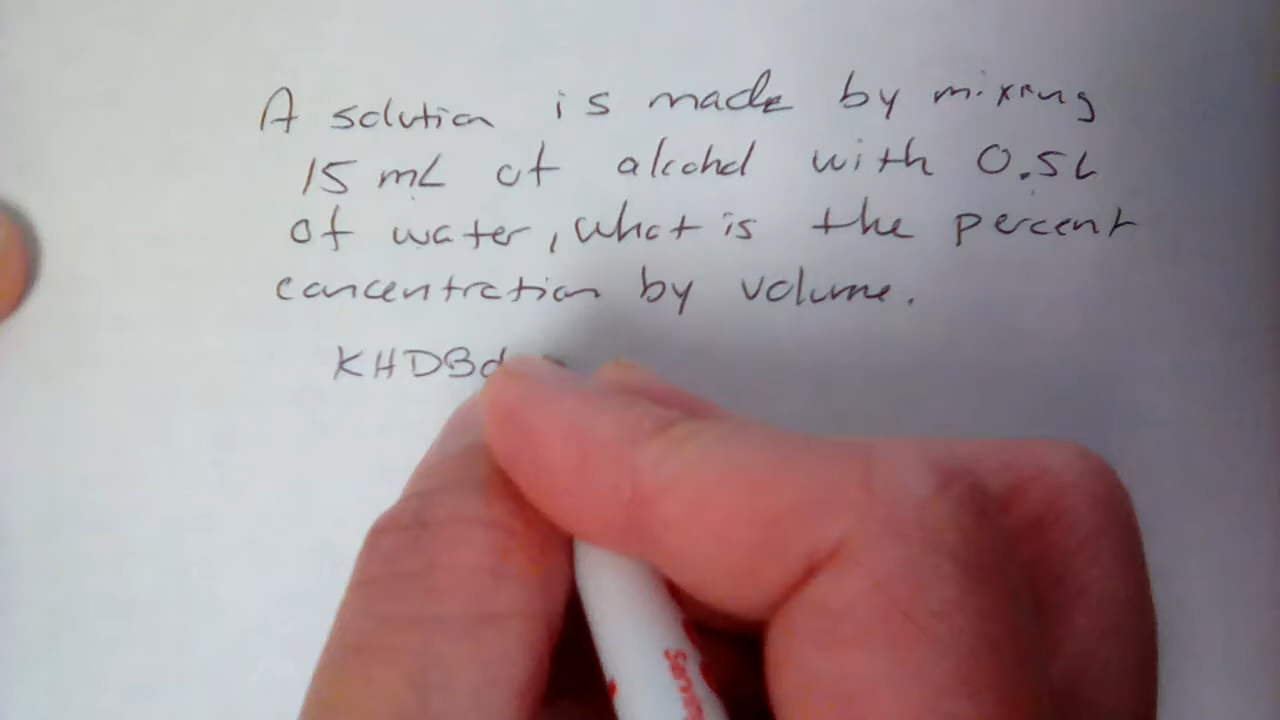 A solution is made by mixing
15 mL of alcohol with 0.5L
of water, what is the percent
concentration by volume.
KHDBd